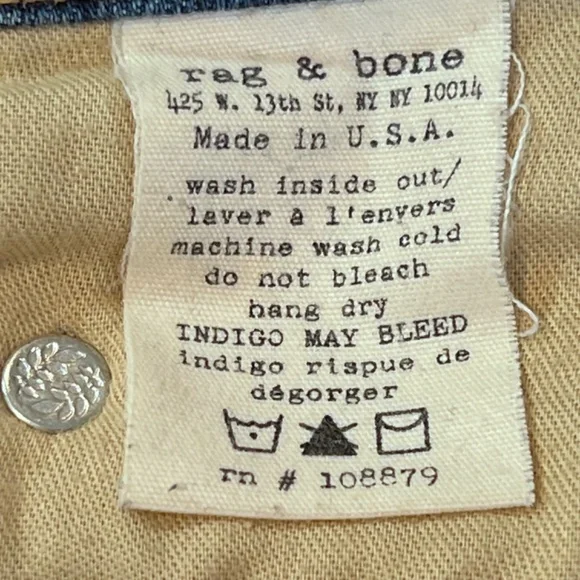 rag & bone
425 W. 13th St, NY NY 10014
Made in U.S.A.
wash inside out/
laver à l'envers
machine wash cold
do not bleach
hang dry
INDIGO MAY BLEED
indigo rispue de
dégorger
rn # 108879